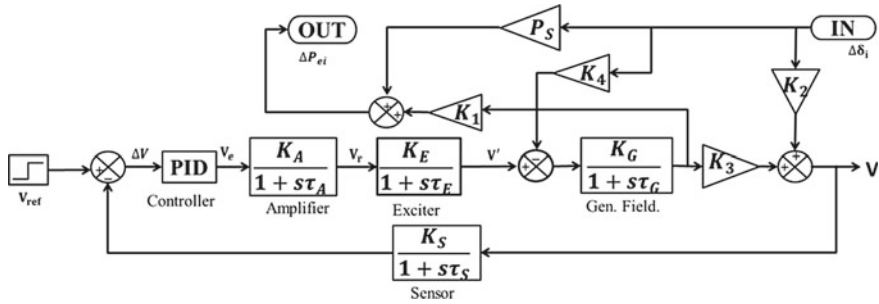 OUT
ΔP_ei
P_S
IN
Δδ_i
K_4
K_2
K_1
+
+
V_ref
+
−
ΔV
PID
Controller
V_e
K_A
1 + sτ_A
Amplifier
V_r
K_E
1 + sτ_E
Exciter
V'
+
−
K_G
1 + sτ_G
Gen. Field.
K_3
+
+
V
K_S
1 + sτ_S
Sensor